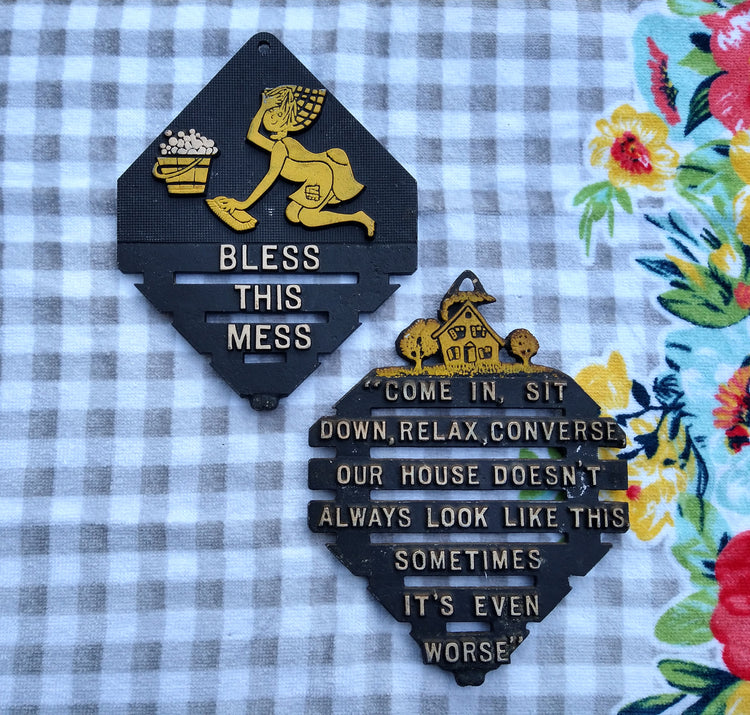 BLESS
THIS
MESS
"COME IN, SIT
DOWN, RELAX, CONVERSE,
OUR HOUSE DOESN'T
ALWAYS LOOK LIKE THIS
SOMETIMES
IT'S EVEN
WORSE"